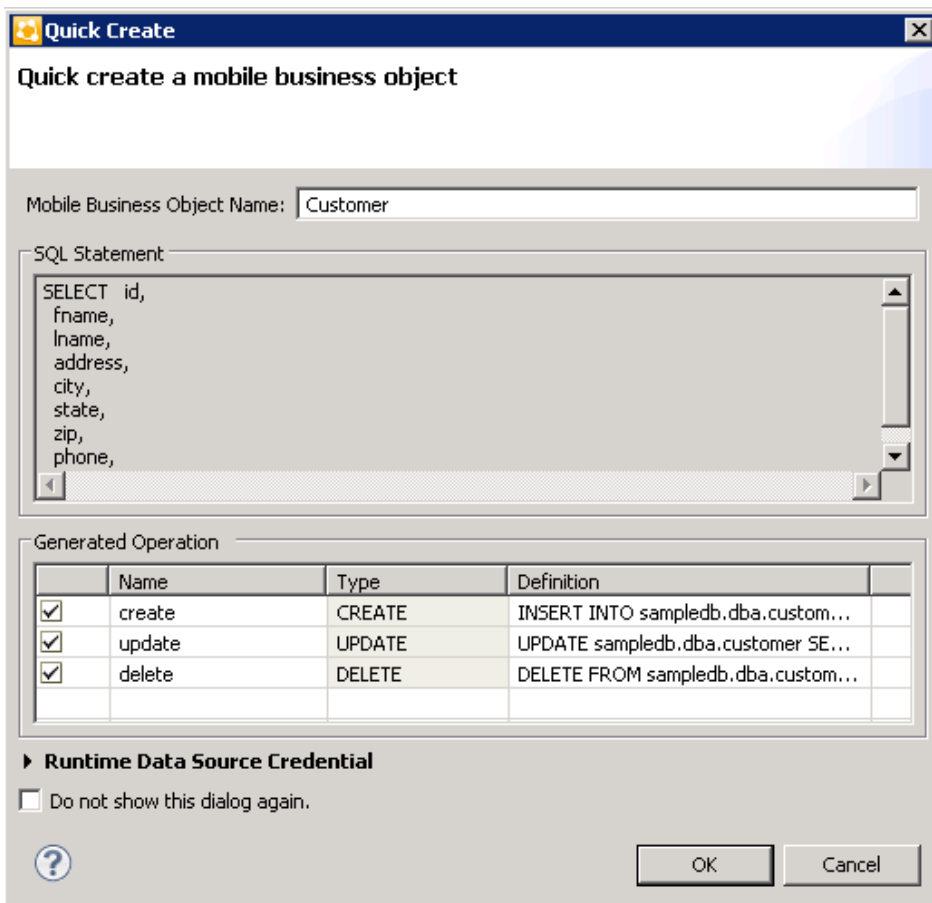 Quick Create
Quick create a mobile business object
Mobile Business Object Name: Customer
SQL Statement
SELECT id,
fname,
lname,
address,
city,
state,
zip,
phone,
Generated Operation
Name Type Definition
create CREATE INSERT INTO sampledb.dba.custom...
update UPDATE UPDATE sampledb.dba.customer SE...
delete DELETE DELETE FROM sampledb.dba.custom...
Runtime Data Source Credential
Do not show this dialog again.
? OK Cancel